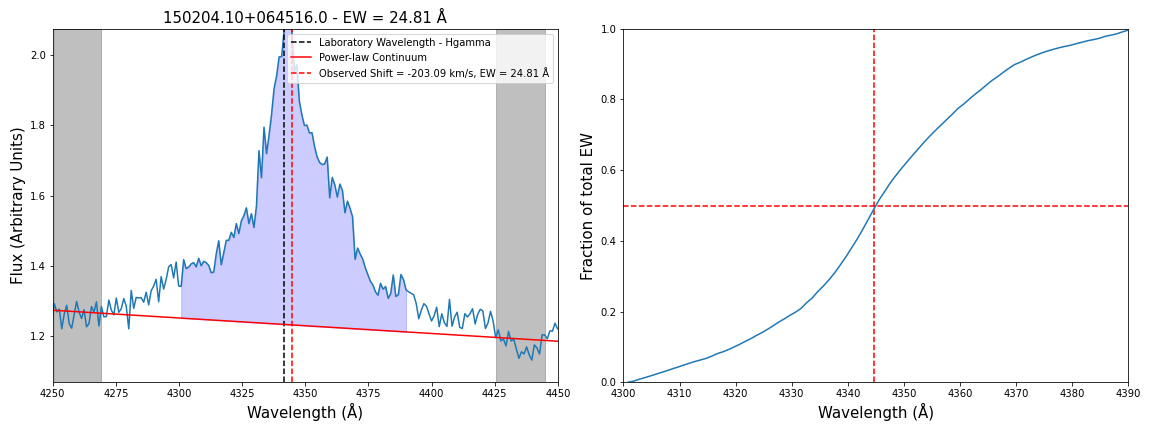 150204.10+064516.0 - EW = 24.81 Å
Flux (Arbitrary Units)
2.0
1.8
1.6
1.4
1.2
Laboratory Wavelength - Hgamma
Power-law Continuum
Observed Shift = -203.09 km/s, EW = 24.81 Å
4250 4275 4300 4325 4350 4375 4400 4425 4450
Wavelength (Å)
Fraction of total EW
1.0
0.8
0.6
0.4
0.2
0.0
4300 4310 4320 4330 4340 4350 4360 4370 4380 4390
Wavelength (Å)